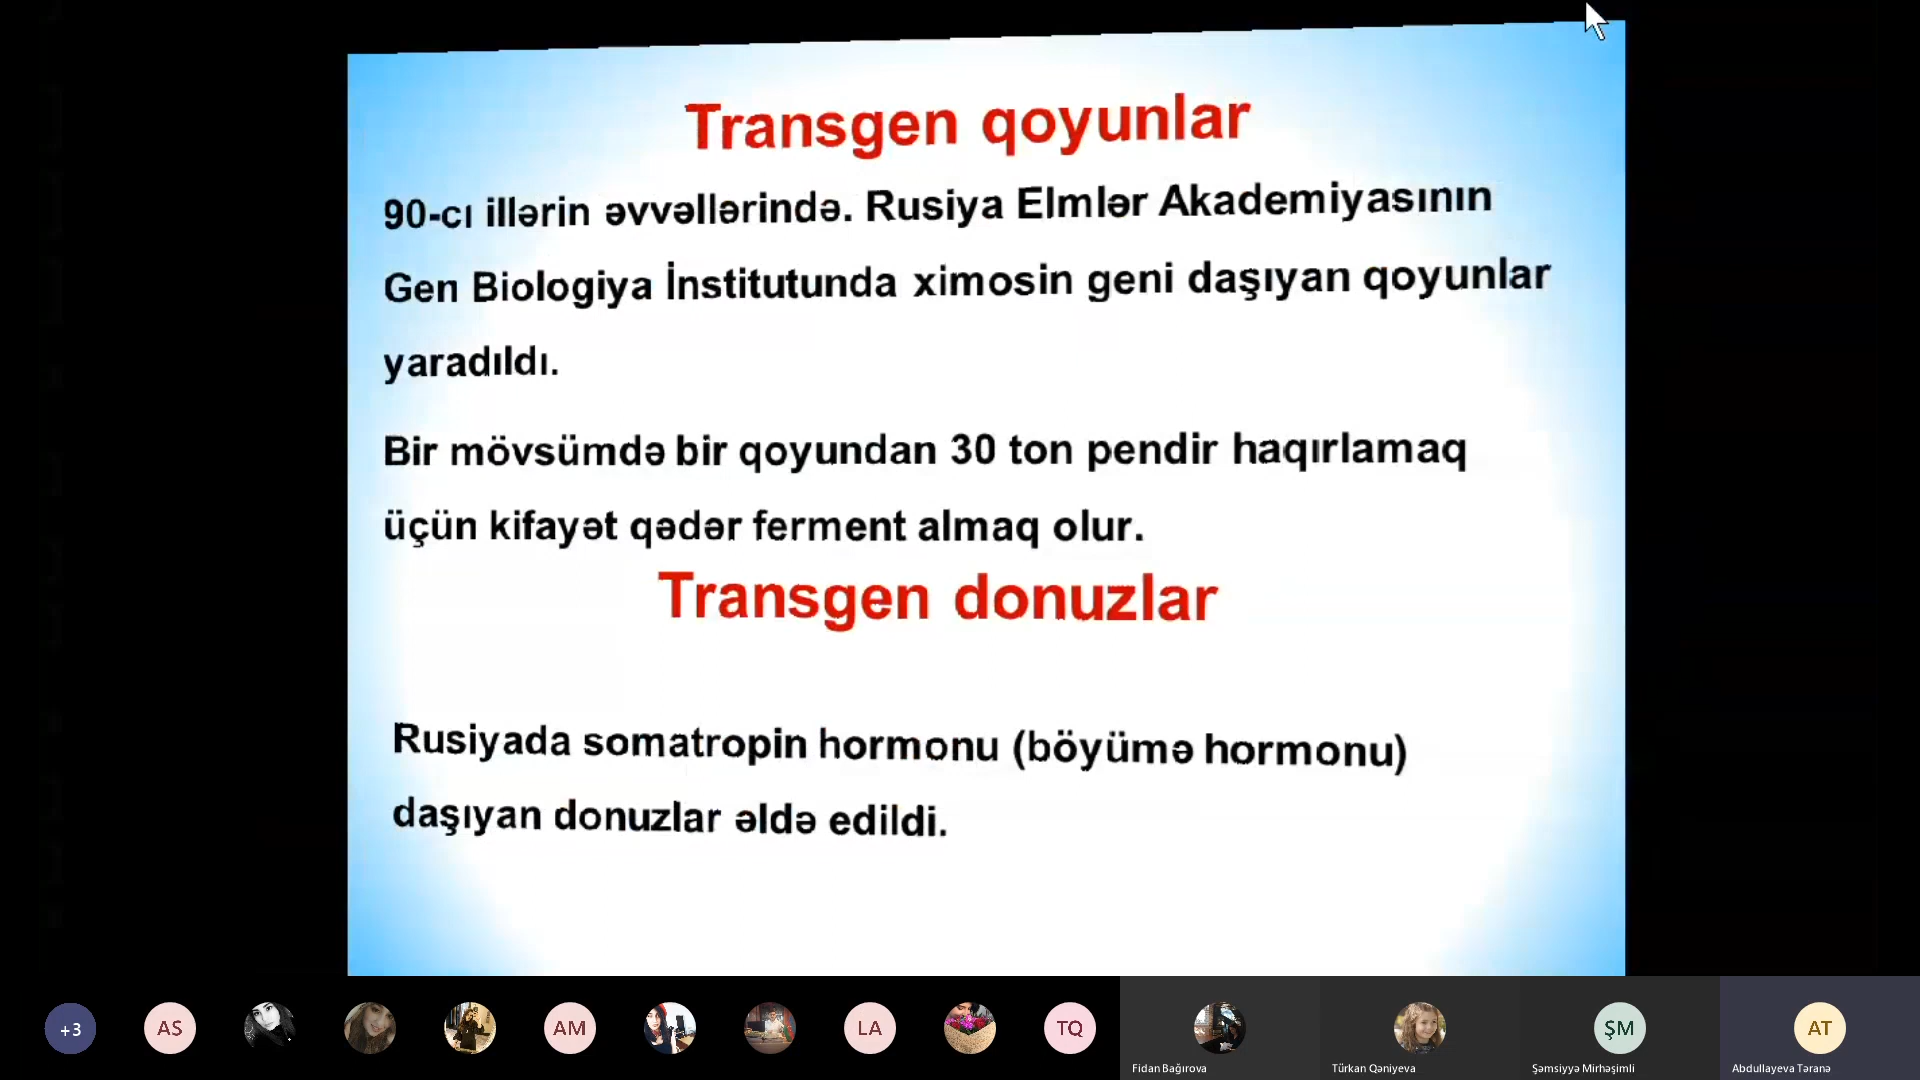 Transgen qoyunlar
90-cı illərin əvvəllərində. Rusiya Elmlər Akademiyasının
Gen Biologiya İnstitutunda ximosin geni daşıyan qoyunlar
yaradıldı.
Bir mövsümdə bir qoyundan 30 ton pendir haqırlamaq
üçün kifayət qədər ferment almaq olur.
Transgen donuzlar
Rusiyada somatropin hormonu (böyümə hormonu)
daşıyan donuzlar əldə edildi.
+3 AS AM LA TQ ŞM AT
Fidan Bağırova Türkan Qəniyeva Şəmsiyyə Mirhəşimli Abdullayeva Təranə